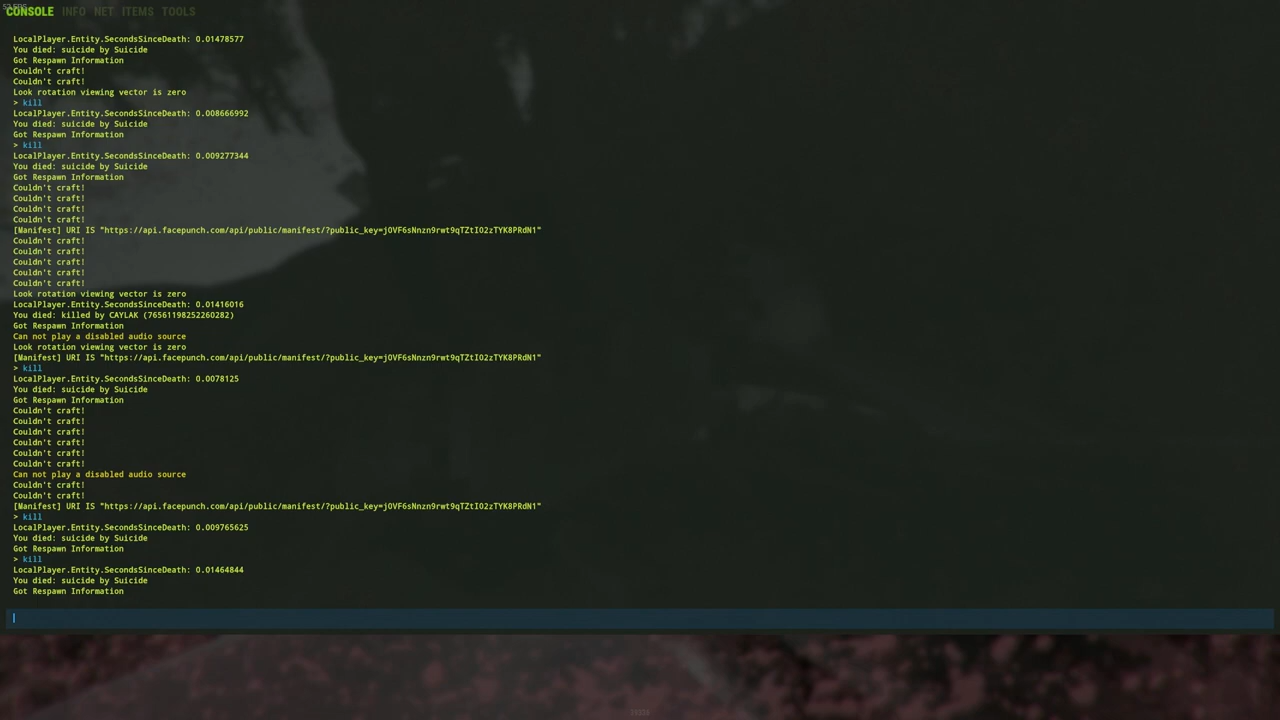 CONSOLE INFO NET ITEMS TOOLS
LocalPlayer.Entity.SecondsSinceDeath: 0.01478577
You died: suicide by Suicide
Got Respawn Information
Couldn't craft!
Couldn't craft!
Look rotation viewing vector is zero
> kill
LocalPlayer.Entity.SecondsSinceDeath: 0.008666992
You died: suicide by Suicide
Got Respawn Information
> kill
LocalPlayer.Entity.SecondsSinceDeath: 0.009277344
You died: suicide by Suicide
Got Respawn Information
Couldn't craft!
Couldn't craft!
Couldn't craft!
Couldn't craft!
[Manifest] URI IS "https://api.facepunch.com/api/public/manifest/?public_key=j0VF6sNnzn9rwt9qTZtIO2zTYK8PRdN1"
Couldn't craft!
Couldn't craft!
Couldn't craft!
Couldn't craft!
Couldn't craft!
Look rotation viewing vector is zero
LocalPlayer.Entity.SecondsSinceDeath: 0.01416016
You died: killed by CAYLAK (76561198252260282)
Got Respawn Information
Can not play a disabled audio source
Look rotation viewing vector is zero
[Manifest] URI IS "https://api.facepunch.com/api/public/manifest/?public_key=j0VF6sNnzn9rwt9qTZtIO2zTYK8PRdN1"
> kill
LocalPlayer.Entity.SecondsSinceDeath: 0.0078125
You died: suicide by Suicide
Got Respawn Information
Couldn't craft!
Couldn't craft!
Couldn't craft!
Couldn't craft!
Couldn't craft!
Couldn't craft!
Can not play a disabled audio source
Couldn't craft!
Couldn't craft!
[Manifest] URI IS "https://api.facepunch.com/api/public/manifest/?public_key=j0VF6sNnzn9rwt9qTZtIO2zTYK8PRdN1"
> kill
LocalPlayer.Entity.SecondsSinceDeath: 0.009765625
You died: suicide by Suicide
Got Respawn Information
> kill
LocalPlayer.Entity.SecondsSinceDeath: 0.01464844
You died: suicide by Suicide
Got Respawn Information